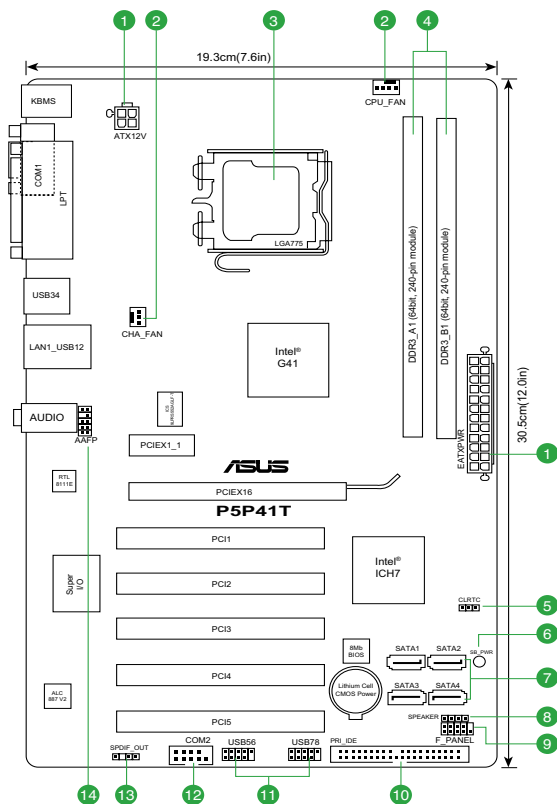 1
2
3
2
4
19.3cm(7.6in)
KBMS
ATX12V
CPU_FAN
COM1
LPT
LGA775
DDR3_A1 (64bit, 240-pin module)
DDR3_B1 (64bit, 240-pin module)
30.5cm(12.0in)
USB34
CHA_FAN
LAN1_USB12
Intel®
G41
AUDIO
AAFP
ICS
PCIEX1_1
EATXPWR
1
RTL
8111E
ASUS
PCIEX16
P5P41T
PCI1
Intel®
ICH7
Super
I/O
PCI2
CLRTC
5
PCI3
8Mb
BIOS
SATA1
SATA2
SB_PWR
6
7
PCI4
Lithium Cell
CMOS Power
SATA3
SATA4
ALC
887 V2
PCI5
SPEAKER
8
F_PANEL
9
SPDIF_OUT
COM2
USB56
USB78
PRI_IDE
14
13
12
11
10